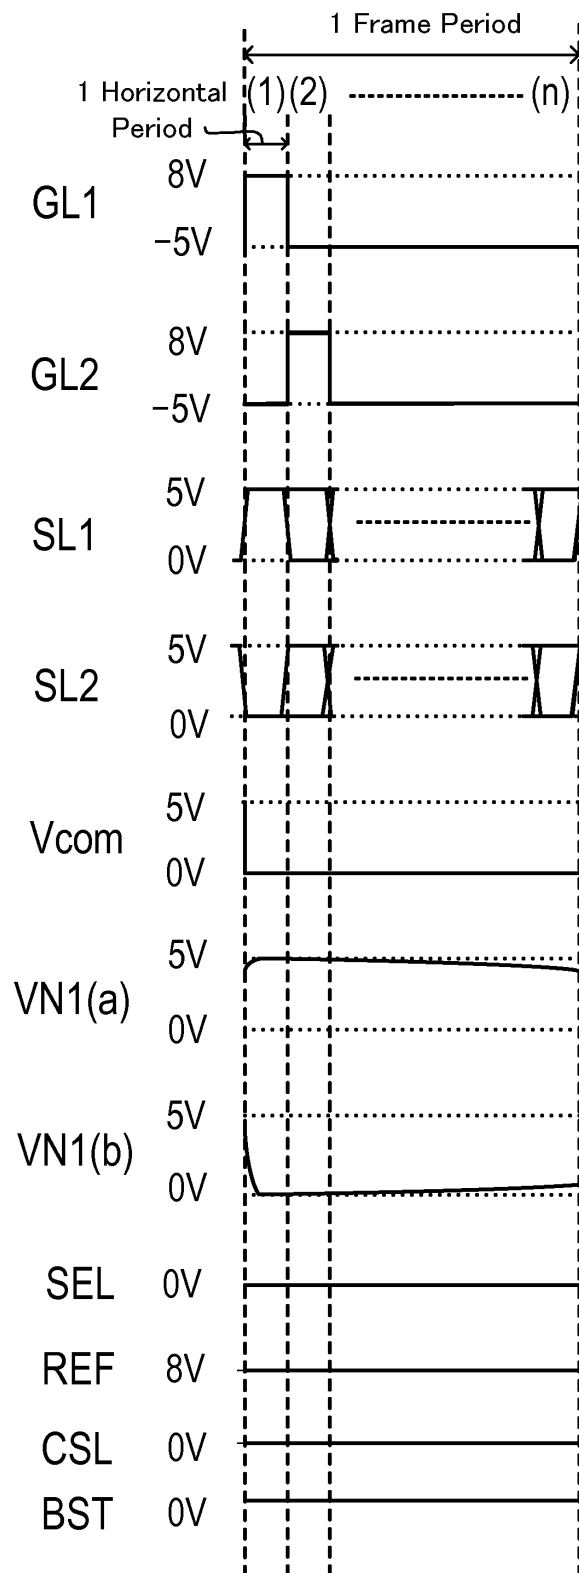 1 Frame Period
1 Horizontal (1) (2) (n)
Period
GL1 8V
−5V
GL2 8V
−5V
SL1 5V
0V
SL2 5V
0V
Vcom 5V
0V
VN1(a) 5V
0V
VN1(b) 5V
0V
SEL 0V
REF 8V
CSL 0V
BST 0V